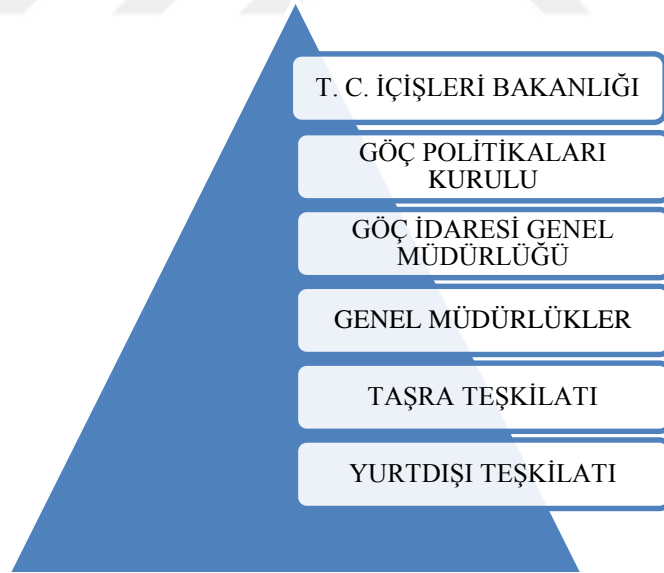 T. C. İÇİŞLERİ BAKANLIĞI
GÖÇ POLİTİKALARI
KURULU
GÖÇ İDARESİ GENEL
MÜDÜRLÜĞÜ
GENEL MÜDÜRLÜKLER
TAŞRA TEŞKİLATI
YURTDIŞI TEŞKİLATI